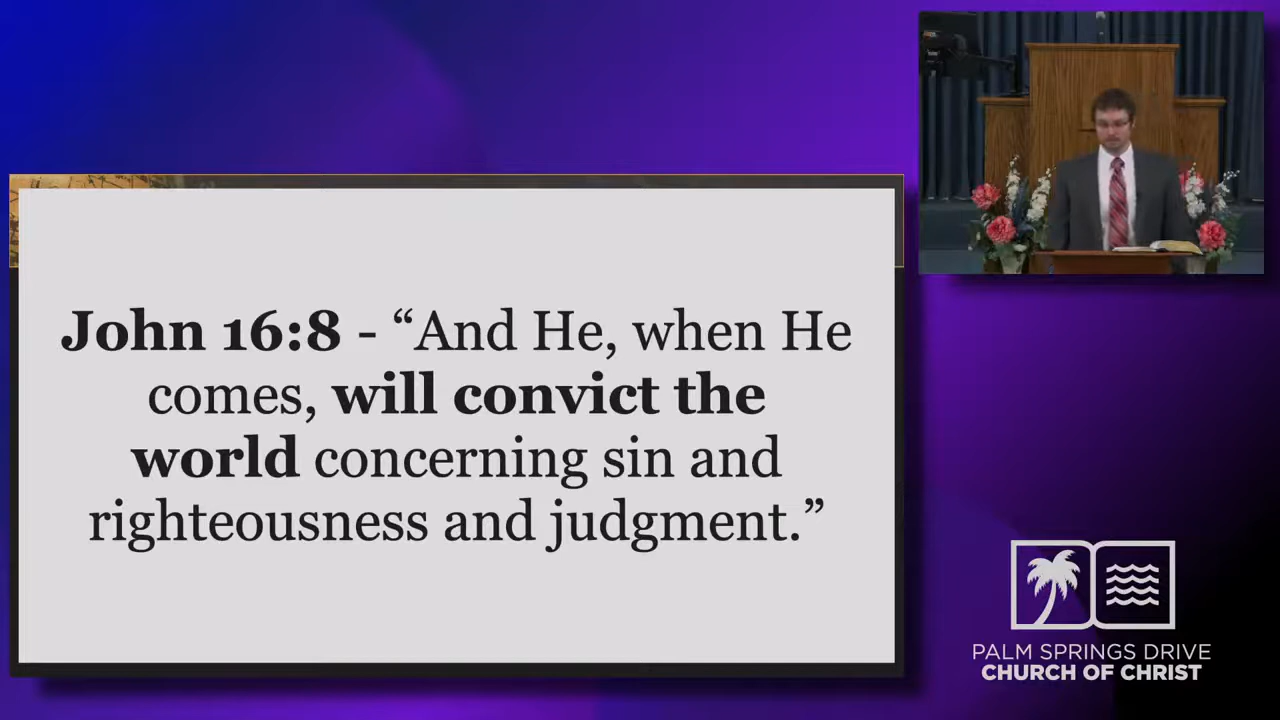 John 16:8 - “And He, when He
comes, will convict the
world concerning sin and
righteousness and judgment.”
PALM SPRINGS DRIVE
CHURCH OF CHRIST